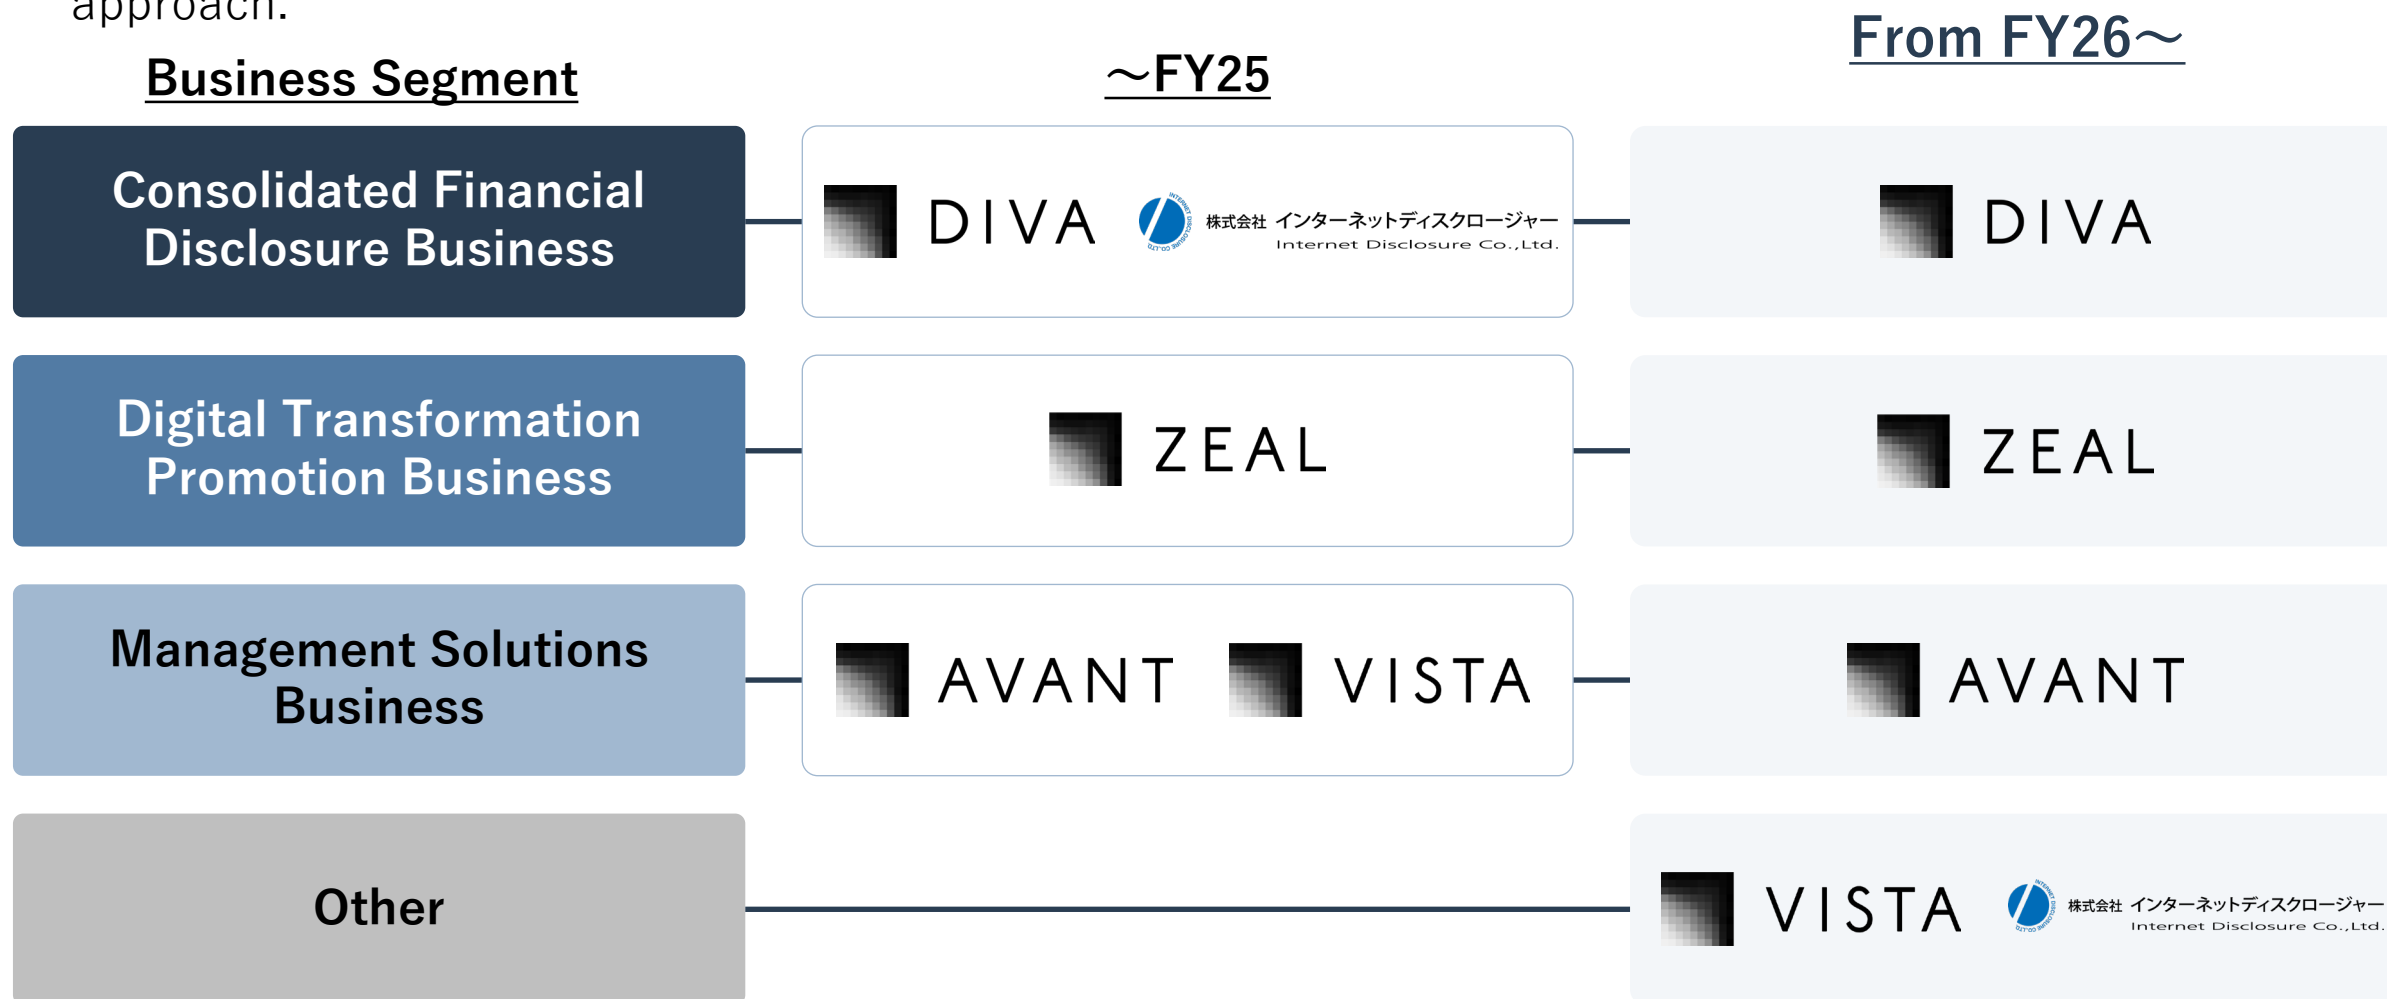 approach.
Business Segment
～FY25
From FY26～
Consolidated Financial
Disclosure Business
DIVA
株式会社 インターネットディスクロージャー
Internet Disclosure Co.,Ltd.
DIVA
Digital Transformation
Promotion Business
ZEAL
ZEAL
Management Solutions
Business
AVANT
VISTA
AVANT
Other
VISTA
株式会社 インターネットディスクロージャー
Internet Disclosure Co.,Ltd.